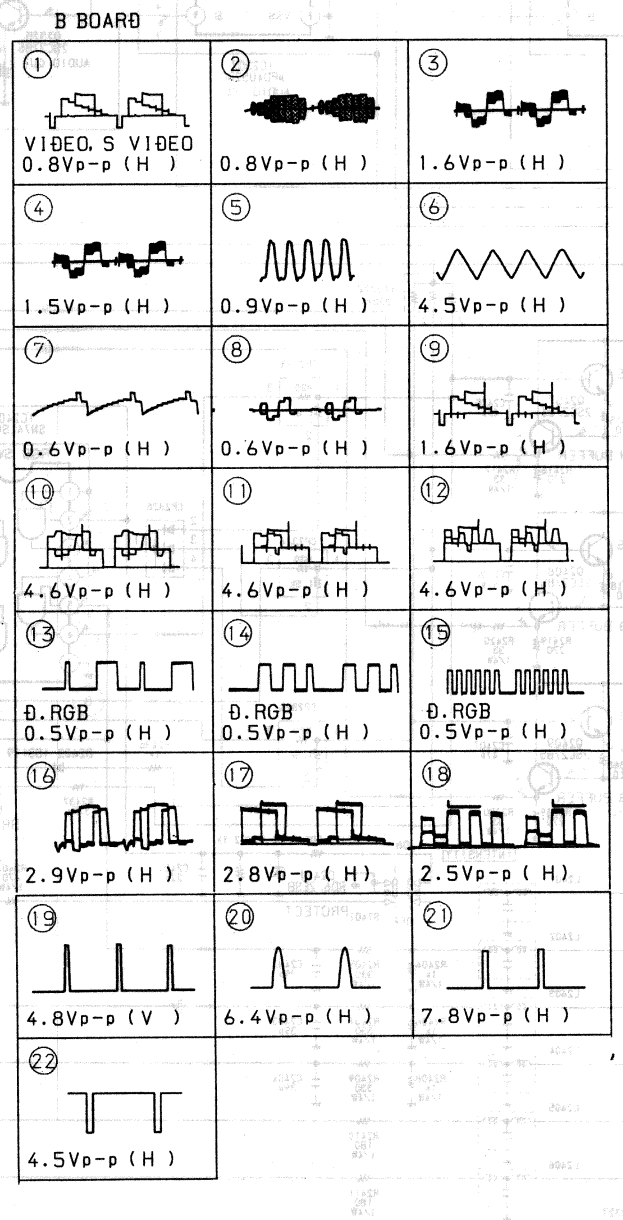 B BOARD
1
VIDEO, S VIDEO
0.8Vp-p (H )
2
0.8Vp-p (H )
3
1.6Vp-p (H )
4
1.5Vp-p (H )
5
0.9Vp-p (H )
6
4.5Vp-p (H )
7
0.6Vp-p (H )
8
0.6Vp-p (H )
9
1.6Vp-p (H )
10
4.6Vp-p (H )
11
4.6Vp-p (H )
12
4.6Vp-p (H )
13
D.RGB
0.5Vp-p (H )
14
D.RGB
0.5Vp-p (H )
15
D.RGB
0.5Vp-p (H )
16
2.9Vp-p (H )
17
2.8Vp-p (H)
18
2.5Vp-p (H )
19
4.8Vp-p (V )
20
6.4Vp-p (H )
21
7.8Vp-p (H )
22
4.5Vp-p (H )